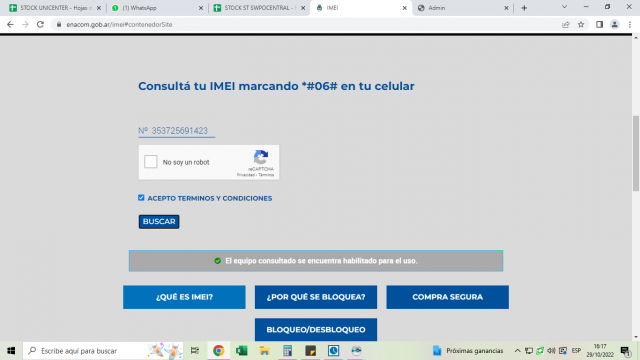 STOCK UNICENTER - Hojas d
(1) WhatsApp
STOCK ST SWPOCENTRAL -
IMEI
Admin
enacom.gob.ar/imei#contenedorSite
Consultá tu IMEI marcando *#06# en tu celular
Nº 353725691423
No soy un robot
reCAPTCHA
Privacidad - Términos
ACEPTO TERMINOS Y CONDICIONES
BUSCAR
El equipo consultado se encuentra habilitado para el uso.
¿QUÉ ES IMEI?
¿POR QUÉ SE BLOQUEA?
COMPRA SEGURA
BLOQUEO/DESBLOQUEO
Escribe aquí para buscar
Próximas ganancias
ESP
18:17
29/10/2022